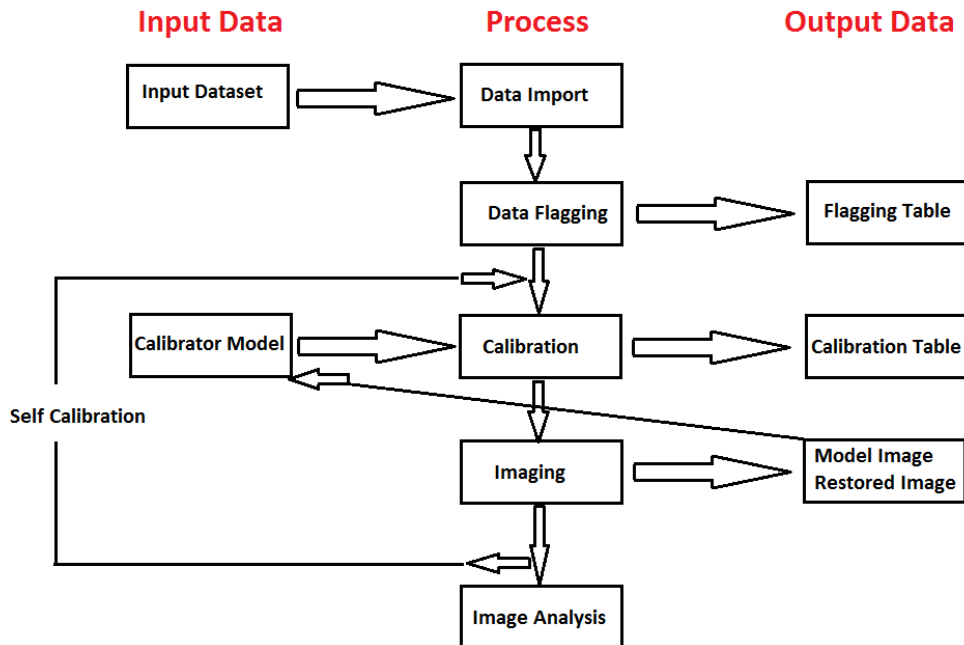 Input Data
Process
Output Data
Input Dataset
Data Import
Data Flagging
Flagging Table
Calibrator Model
Calibration
Calibration Table
Self Calibration
Imaging
Model Image
Restored Image
Image Analysis